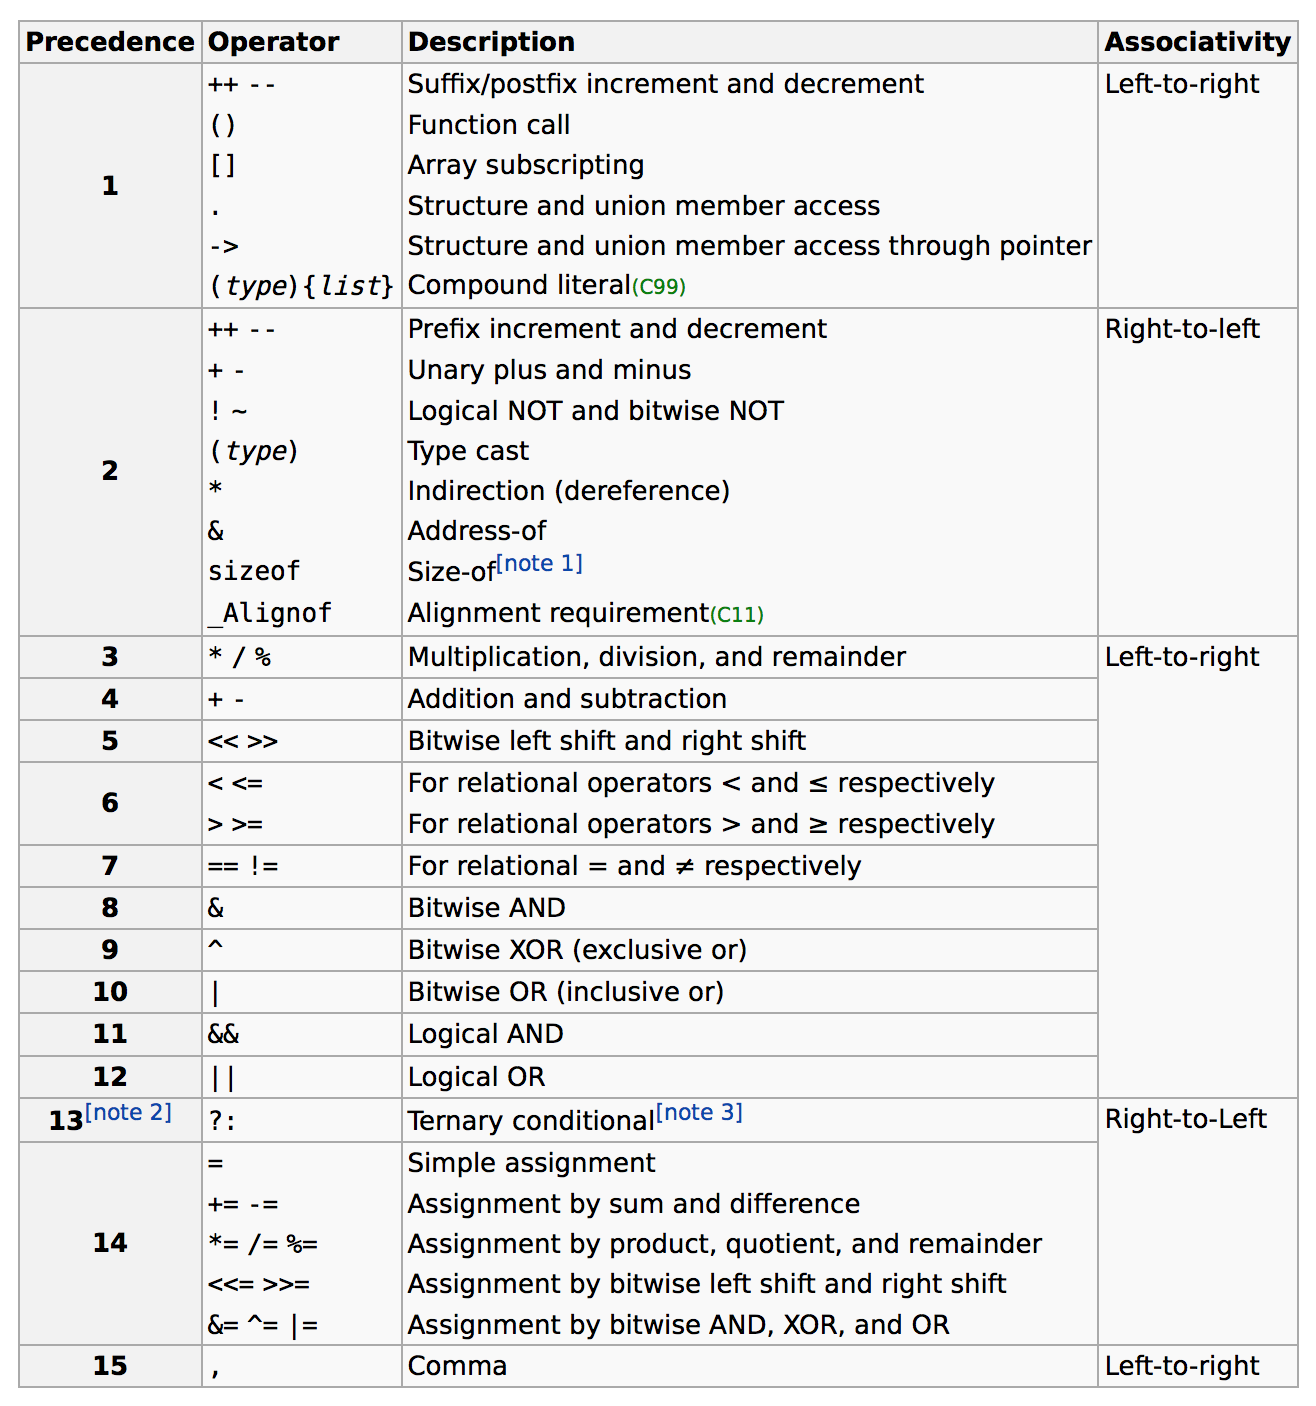 Precedence Operator Description Associativity
1 ++ -- Suffix/postfix increment and decrement Left-to-right
() Function call
[] Array subscripting
. Structure and union member access
-> Structure and union member access through pointer
(type){list} Compound literal(C99)
2 ++ -- Prefix increment and decrement Right-to-left
+ - Unary plus and minus
! ~ Logical NOT and bitwise NOT
(type) Type cast
* Indirection (dereference)
& Address-of
sizeof Size-of[note 1]
_Alignof Alignment requirement(C11)
3 * / % Multiplication, division, and remainder Left-to-right
4 + - Addition and subtraction
5 << >> Bitwise left shift and right shift
6 < <= For relational operators < and ≤ respectively
> >= For relational operators > and ≥ respectively
7 == != For relational = and ≠ respectively
8 & Bitwise AND
9 ^ Bitwise XOR (exclusive or)
10 | Bitwise OR (inclusive or)
11 && Logical AND
12 || Logical OR
13[note 2] ?: Ternary conditional[note 3] Right-to-Left
14 = Simple assignment
+= -= Assignment by sum and difference
*= /= %= Assignment by product, quotient, and remainder
<<= >>= Assignment by bitwise left shift and right shift
&= ^= |= Assignment by bitwise AND, XOR, and OR
15 , Comma Left-to-right